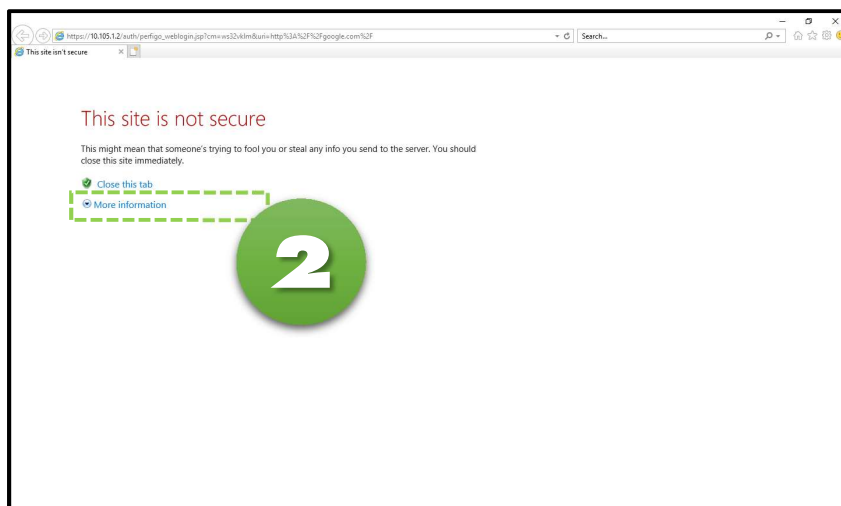 https://10.105.1.2/auth/perfigo_weblogin.jsp?cm=ws32vklm&uri=http%3A%2F%2Fgoogle.com%2F
Search...
This site isn't secure
This site is not secure
This might mean that someone's trying to fool you or steal any info you send to the server. You should
close this site immediately.
Close this tab
More information
2